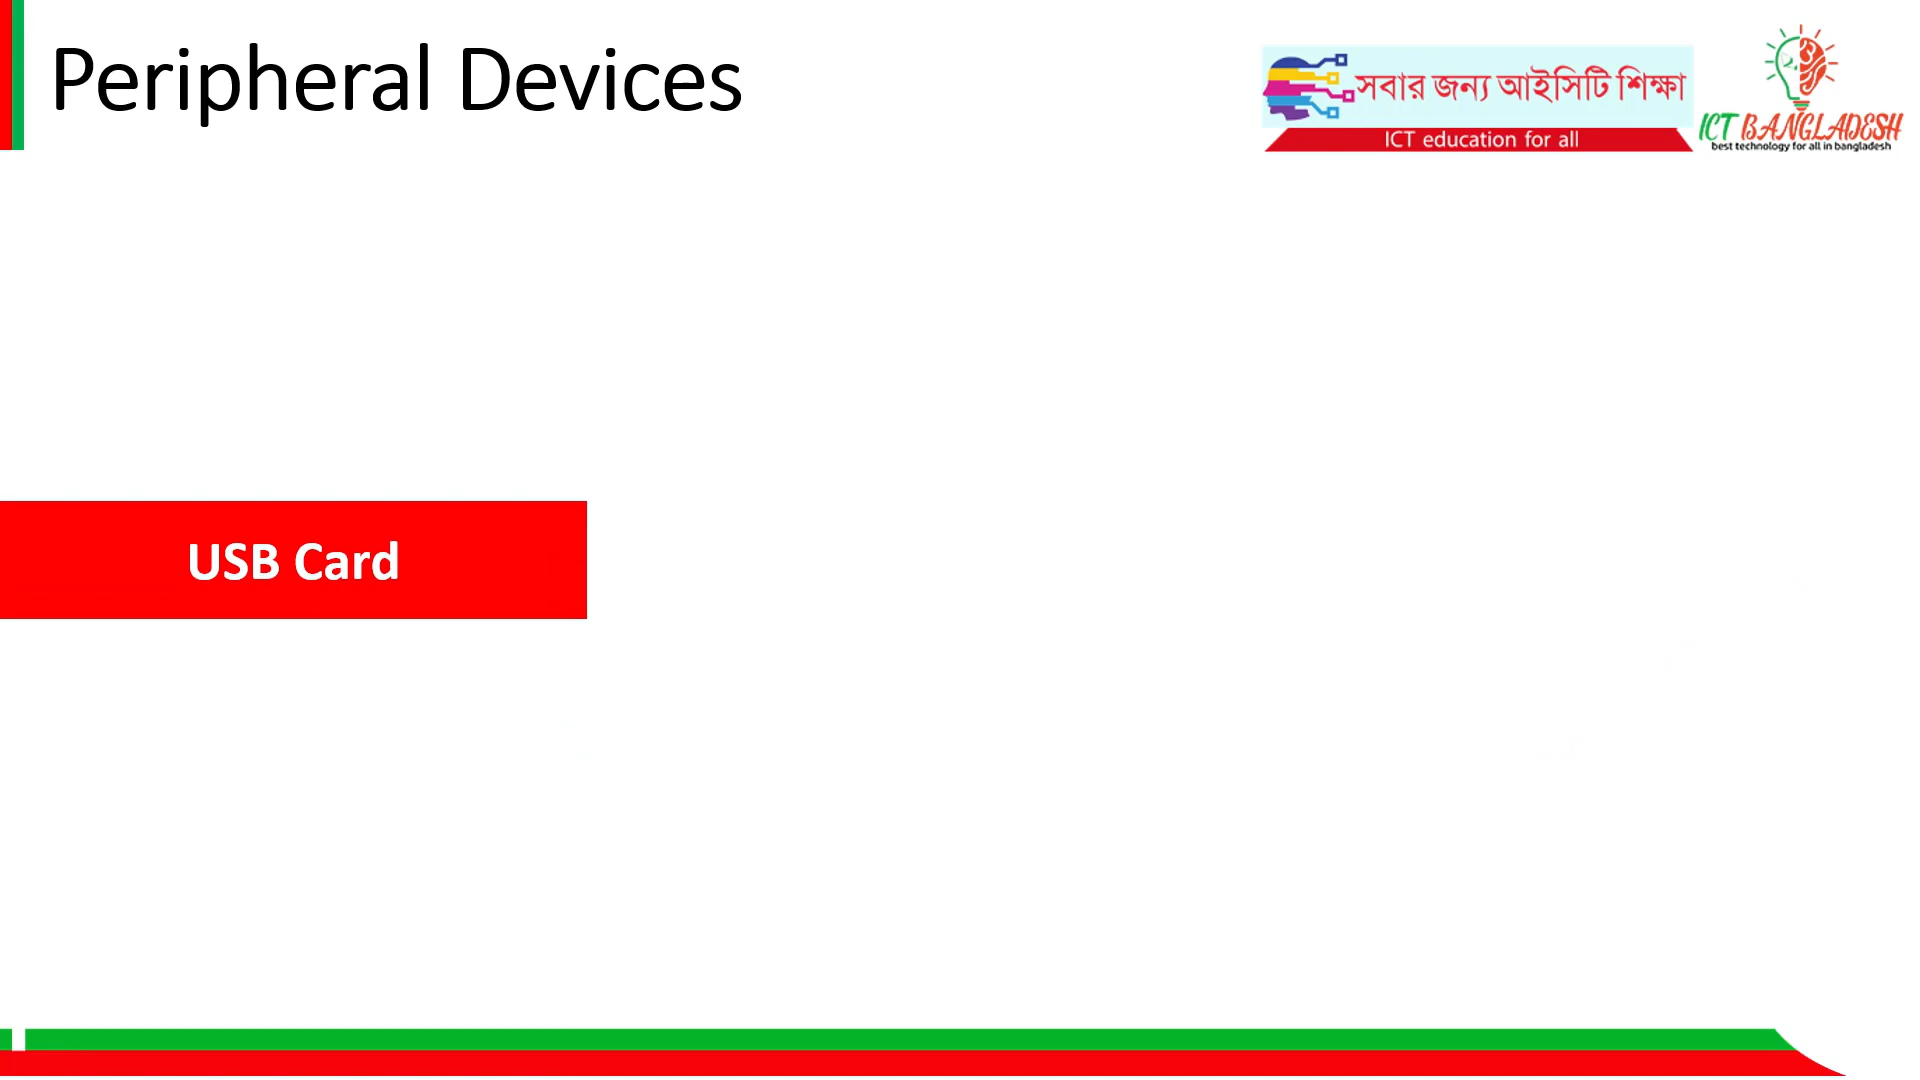 Peripheral Devices
সবার জন্য আইসিটি শিক্ষা
ICT education for all
ICT BANGLADESH
best technology for all in bangladesh
USB Card